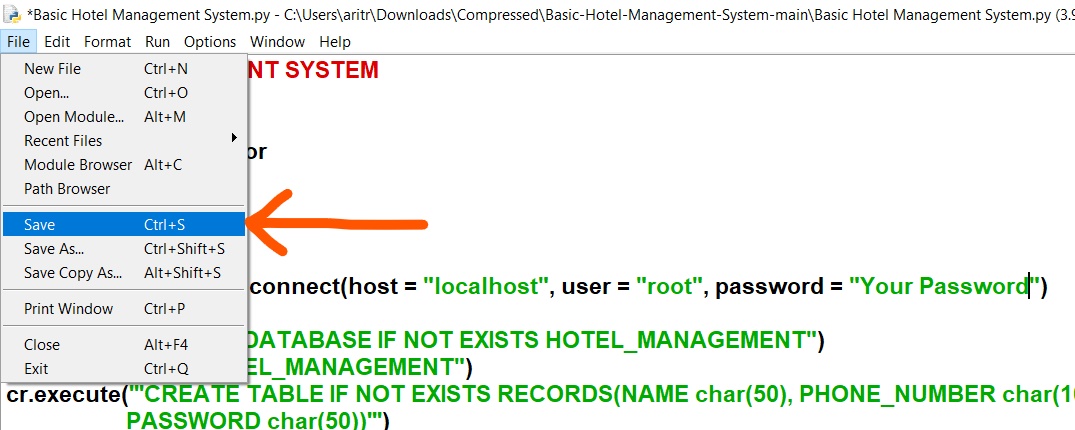 *Basic Hotel Management System.py - C:\Users\aritr\Downloads\Compressed\Basic-Hotel-Management-System-main\Basic Hotel Management System.py (3.9
File Edit Format Run Options Window Help
New File Ctrl+N NT SYSTEM
Open... Ctrl+O
Open Module... Alt+M
Recent Files
or
Module Browser Alt+C
Path Browser
Save Ctrl+S
Save As... Ctrl+Shift+S
Save Copy As... Alt+Shift+S
connect(host = "localhost", user = "root", password = "Your Password")
Print Window Ctrl+P
Close Alt+F4
DATABASE IF NOT EXISTS HOTEL_MANAGEMENT")
Exit Ctrl+Q
EL_MANAGEMENT")
cr.execute('''CREATE TABLE IF NOT EXISTS RECORDS(NAME char(50), PHONE_NUMBER char(10
PASSWORD char(50))''')